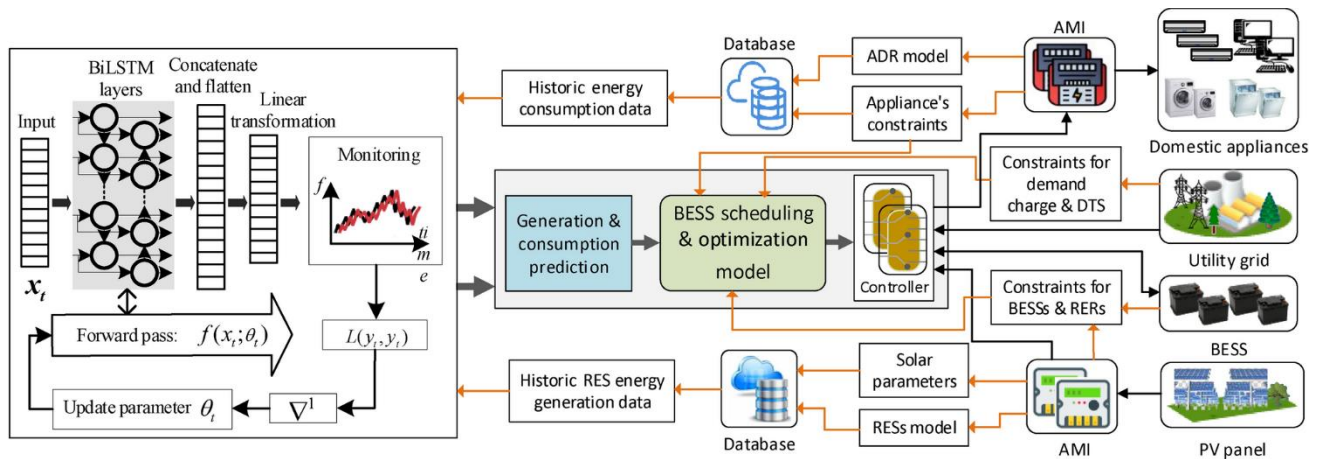 BiLSTM
layers
Concatenate
and flatten
Linear
transformation
Input
x_t
Monitoring
f
ti
m
e
Forward pass: f(x_t;θ_t)
L(y_t,y_t)
Update parameter θ_t
∇¹
Historic energy
consumption data
Database
ADR model
Appliance's
constraints
AMI
Domestic appliances
Generation &
consumption
prediction
BESS scheduling
& optimization
model
Controller
Constraints for
demand
charge & DTS
Utility grid
Constraints for
BESSs & RERs
BESS
Historic RES energy
generation data
Database
Solar
parameters
RESs model
AMI
PV panel